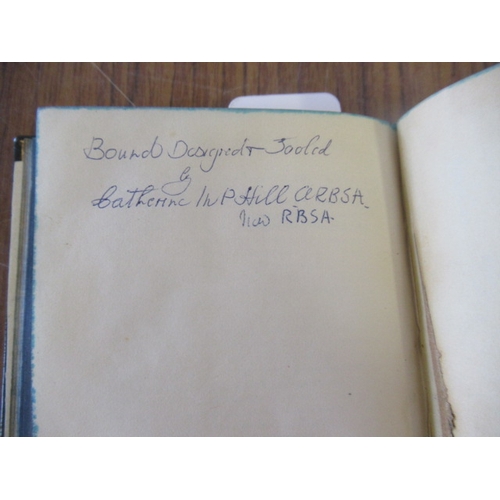 Bound Designed & Tooled
by
Catherine M P Hill ARBSA.
Now RBSA.